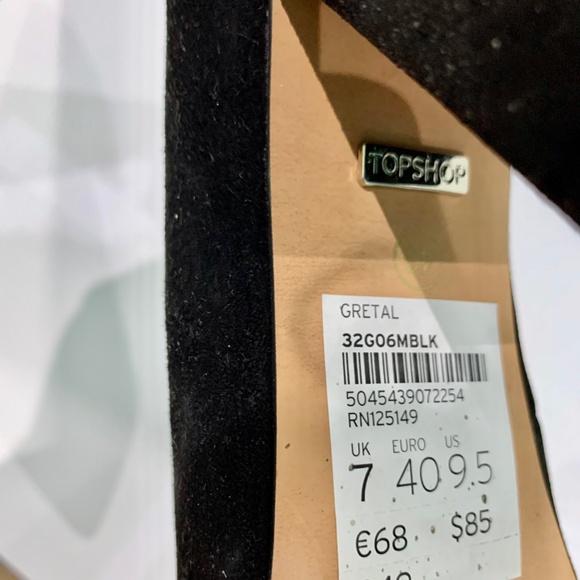 TOPSHOP
GRETAL
32G06MBLK
5045439072254
RN125149
UK EURO US
7 40 9.5
€68 $85